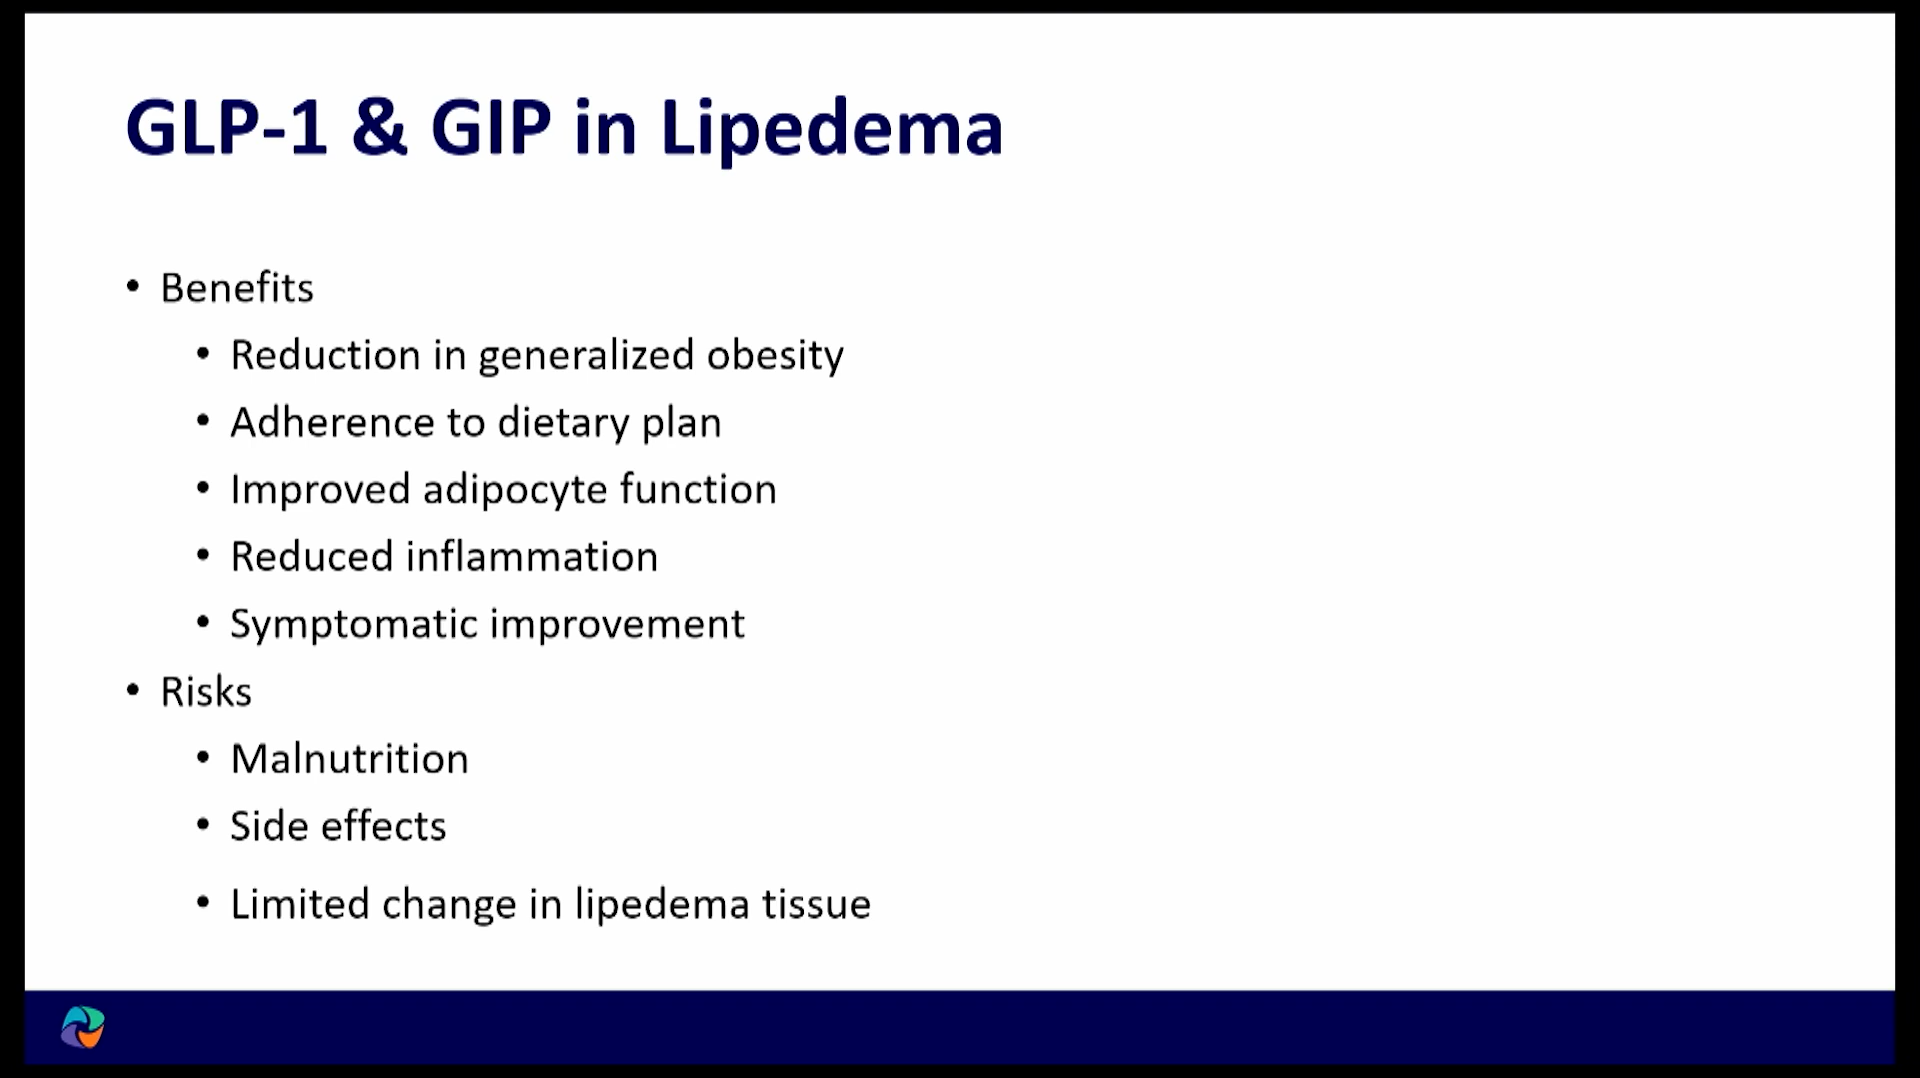 GLP-1 & GIP in Lipedema
• Benefits
• Reduction in generalized obesity
• Adherence to dietary plan
• Improved adipocyte function
• Reduced inflammation
• Symptomatic improvement
• Risks
• Malnutrition
• Side effects
• Limited change in lipedema tissue